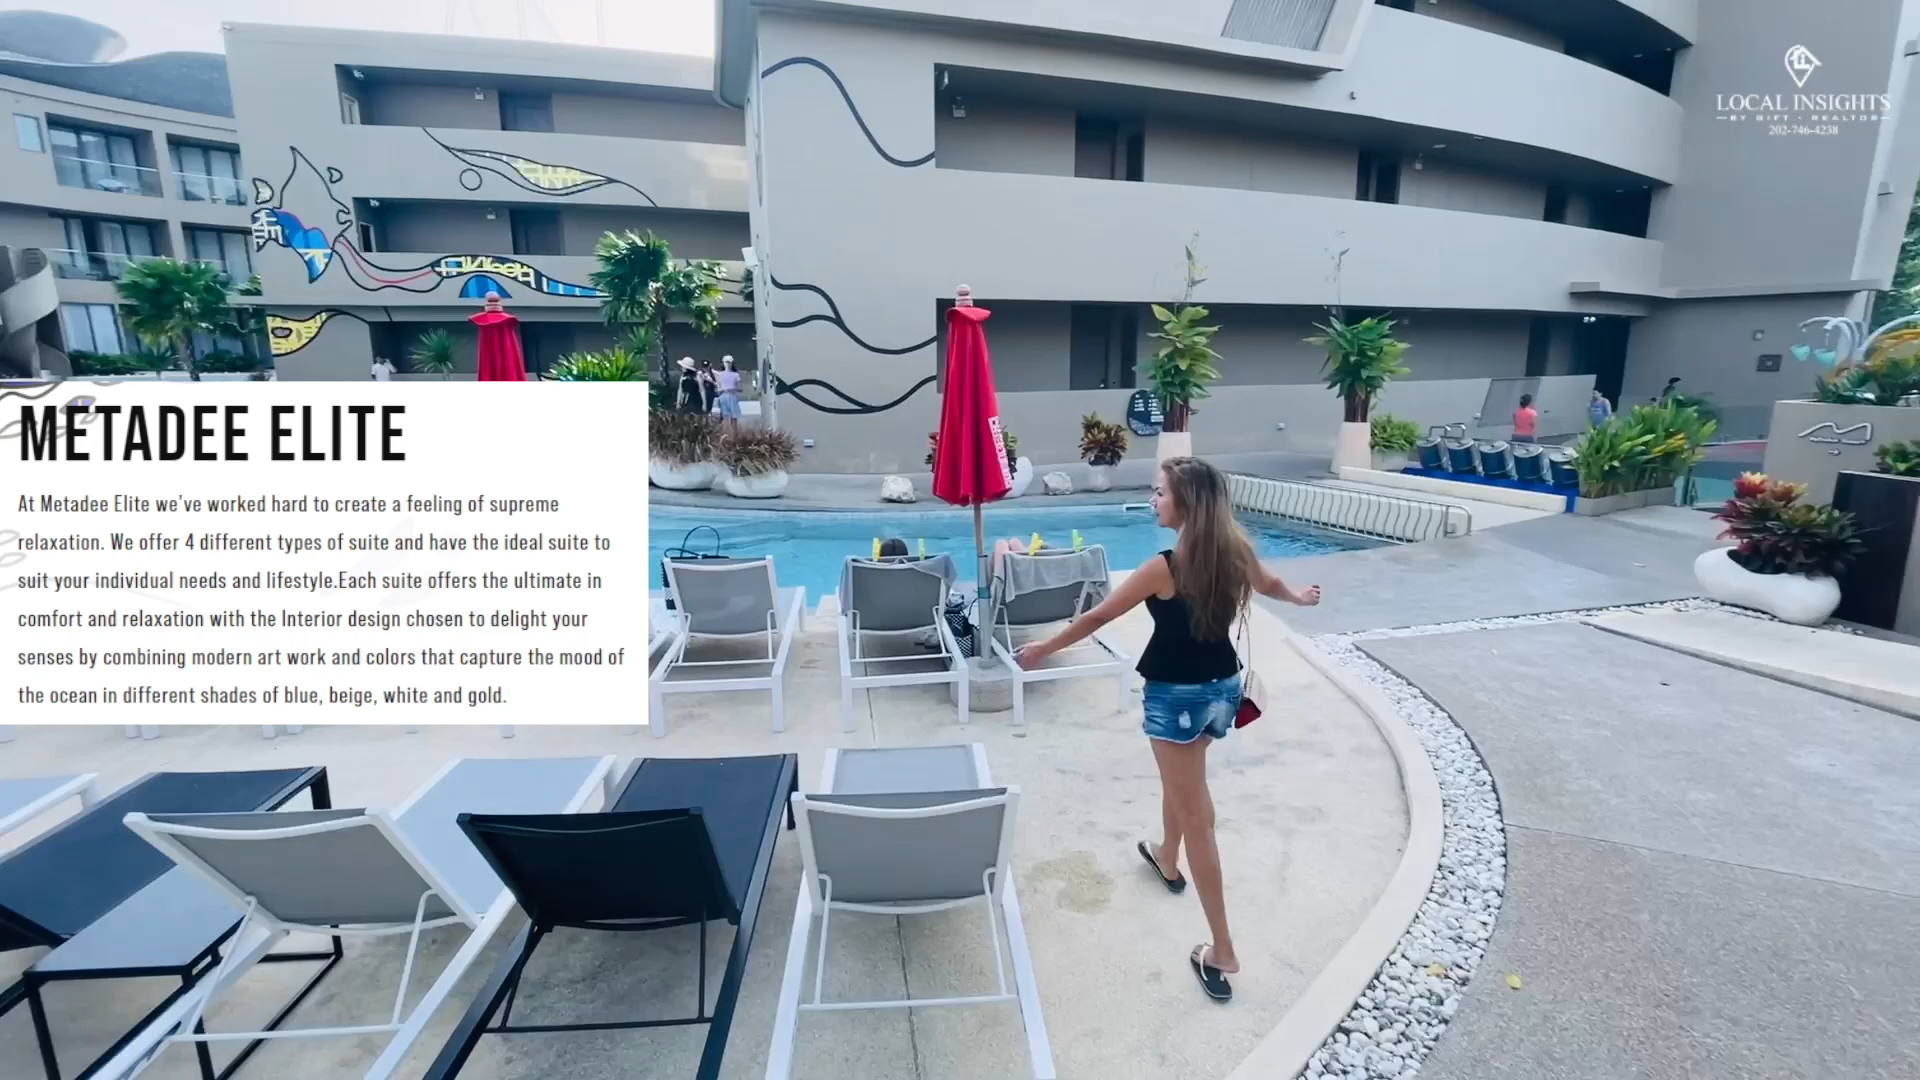 LOCAL INSIGHTS
BY GIFT - REALTOR
202-746-4238
METADEE ELITE
At Metadee Elite we've worked hard to create a feeling of supreme
relaxation. We offer 4 different types of suite and have the ideal suite to
suit your individual needs and lifestyle.Each suite offers the ultimate in
comfort and relaxation with the Interior design chosen to delight your
senses by combining modern art work and colors that capture the mood of
the ocean in different shades of blue, beige, white and gold.